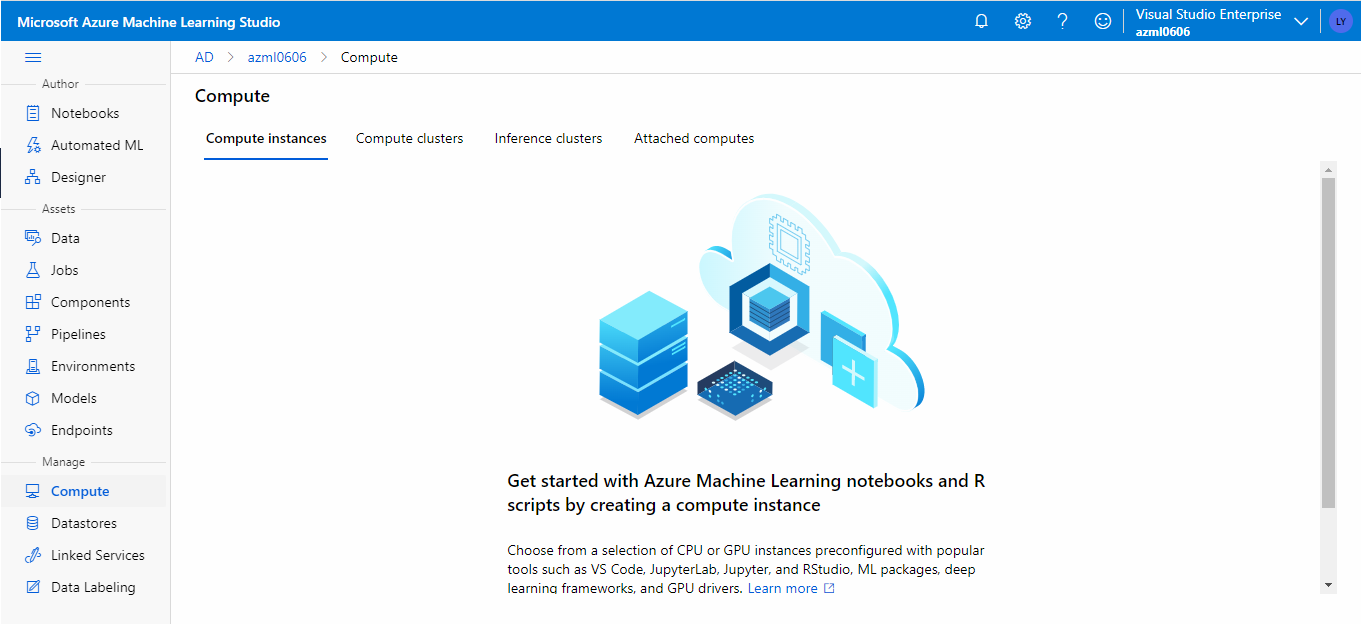 Microsoft Azure Machine Learning Studio
Visual Studio Enterprise
azml0606
LY
AD > azml0606 > Compute
Author
Notebooks
Automated ML
Designer
Assets
Data
Jobs
Components
Pipelines
Environments
Models
Endpoints
Manage
Compute
Datastores
Linked Services
Data Labeling
Compute
Compute instances Compute clusters Inference clusters Attached computes
Get started with Azure Machine Learning notebooks and R
scripts by creating a compute instance
Choose from a selection of CPU or GPU instances preconfigured with popular
tools such as VS Code, JupyterLab, Jupyter, and RStudio, ML packages, deep
learning frameworks, and GPU drivers. Learn more